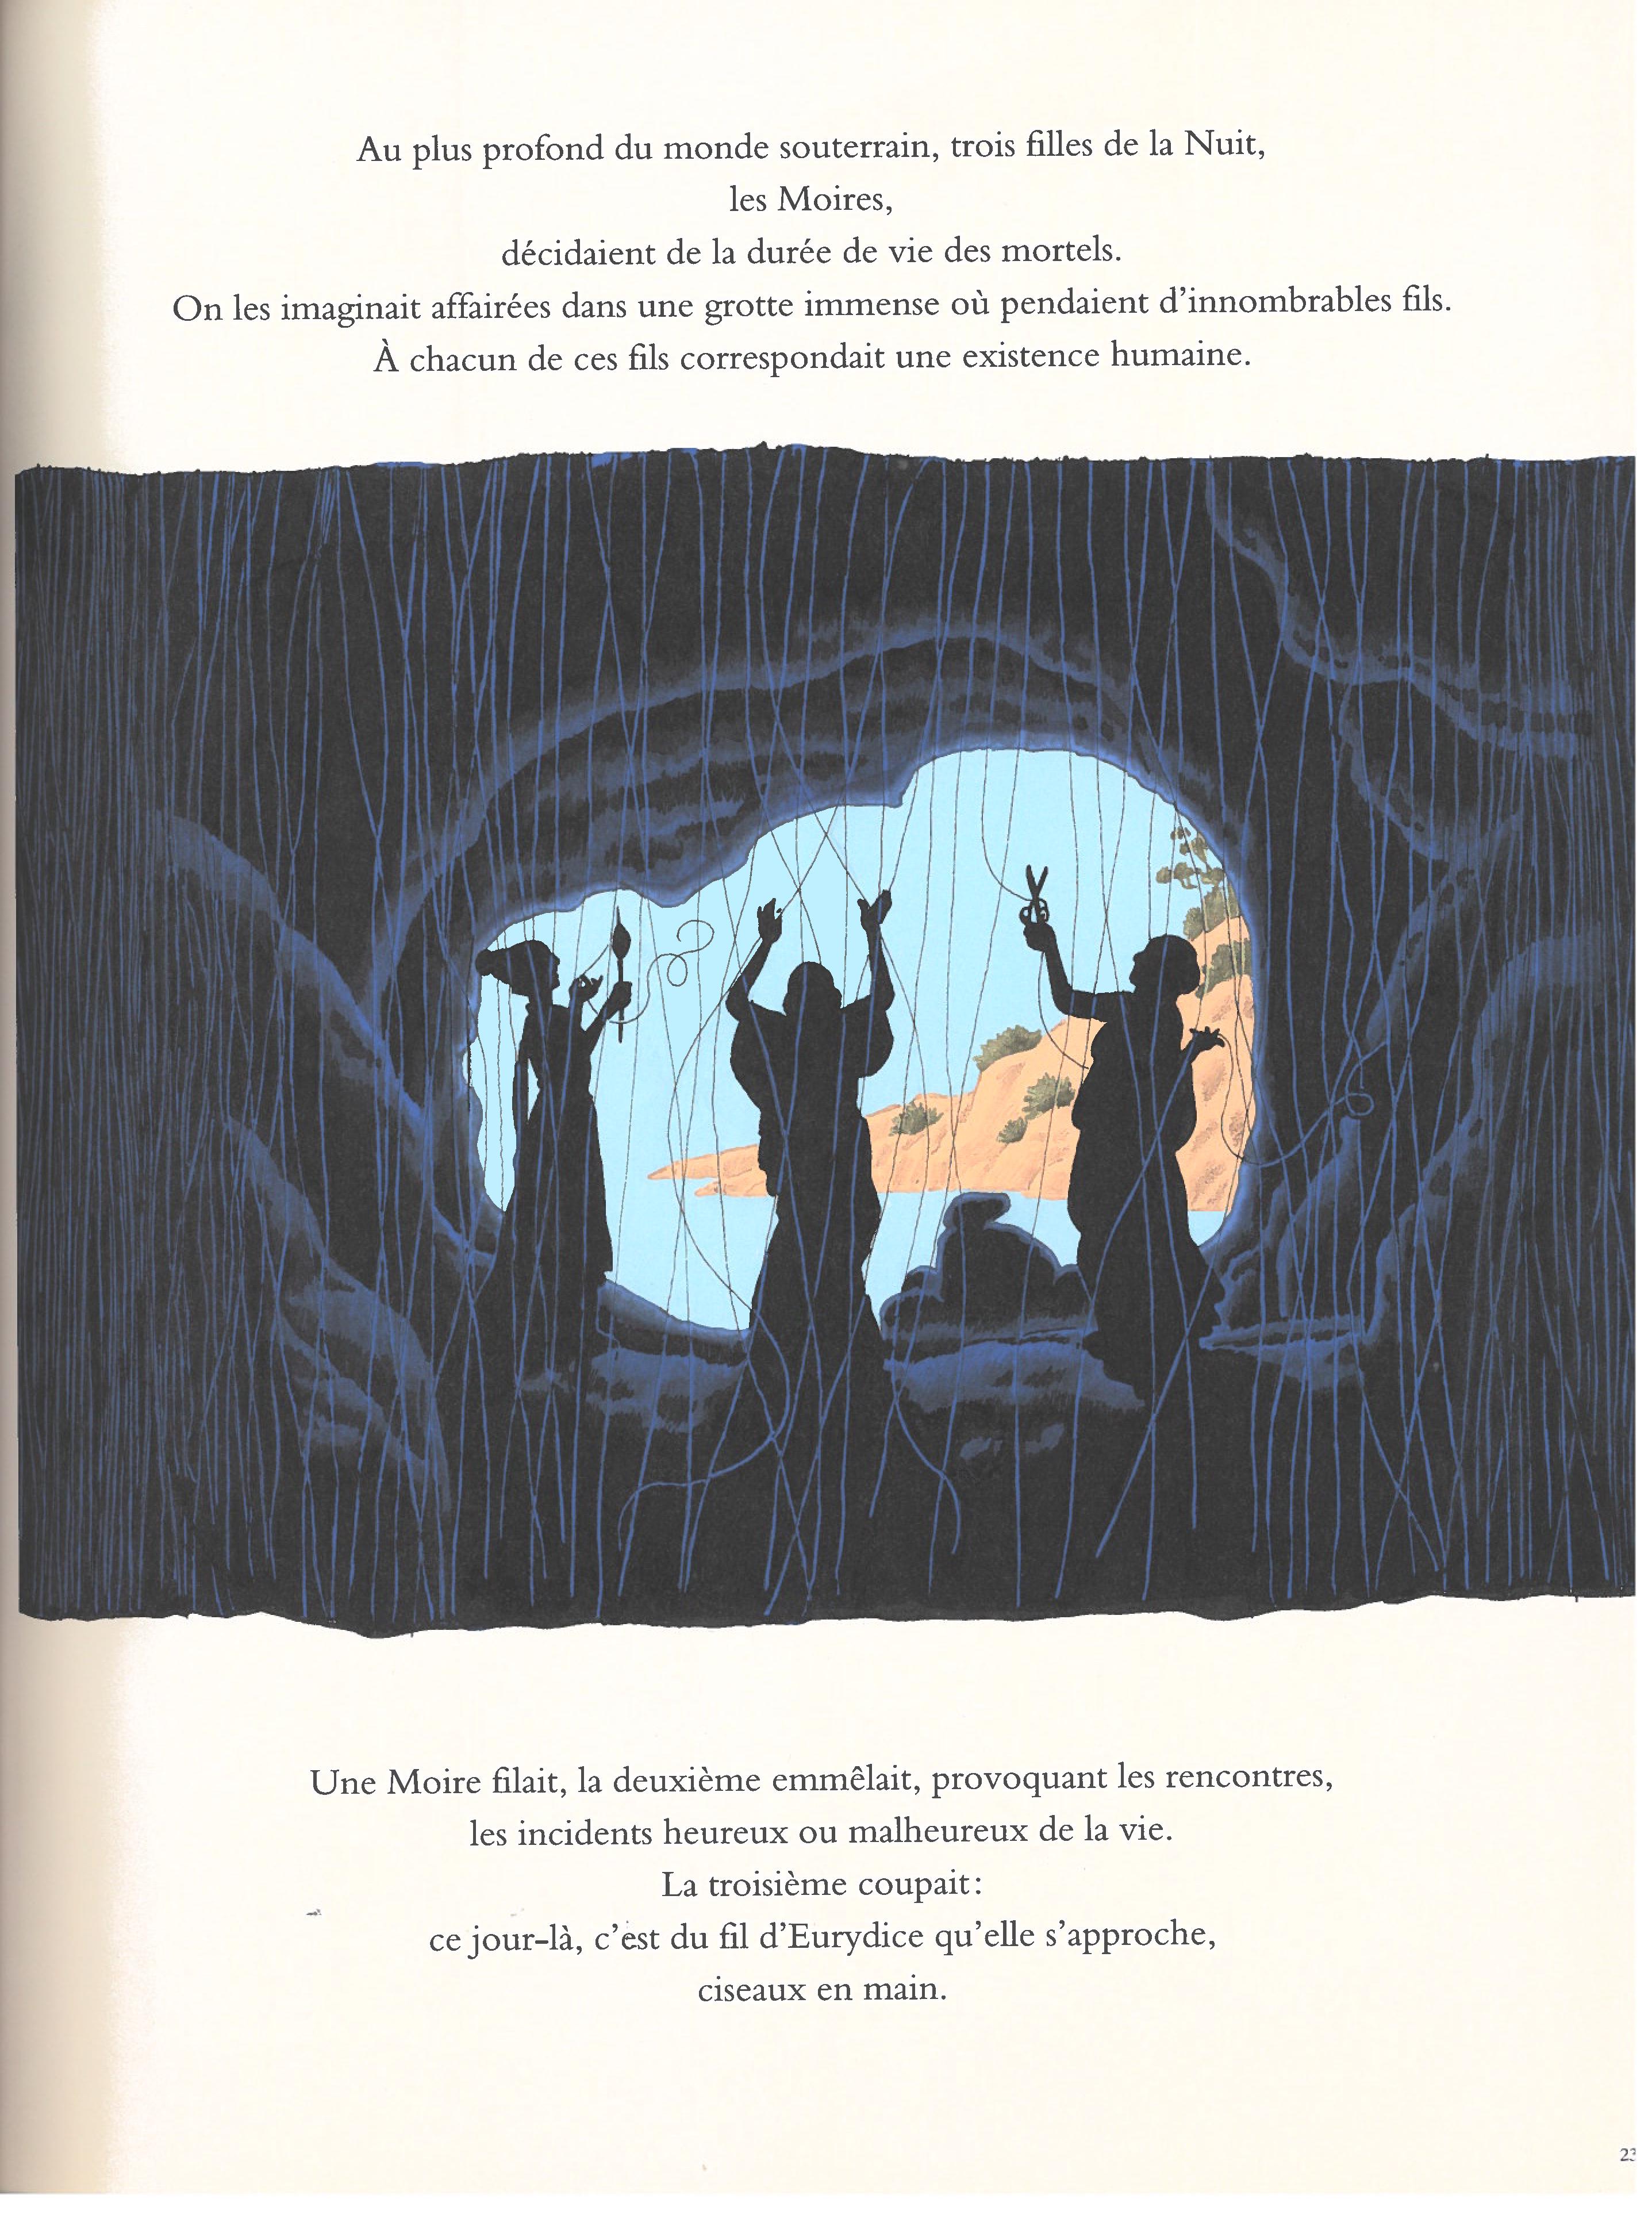 Au plus profond du monde souterrain, trois filles de la Nuit,
les Moires,
décidaient de la durée de vie des mortels.
On les imaginait affairées dans une grotte immense où pendaient d'innombrables fils.
À chacun de ces fils correspondait une existence humaine.
Une Moire filait, la deuxième emmêlait, provoquant les rencontres,
les incidents heureux ou malheureux de la vie.
La troisième coupait:
ce jour-là, c'est du fil d'Eurydice qu'elle s'approche,
ciseaux en main.
23